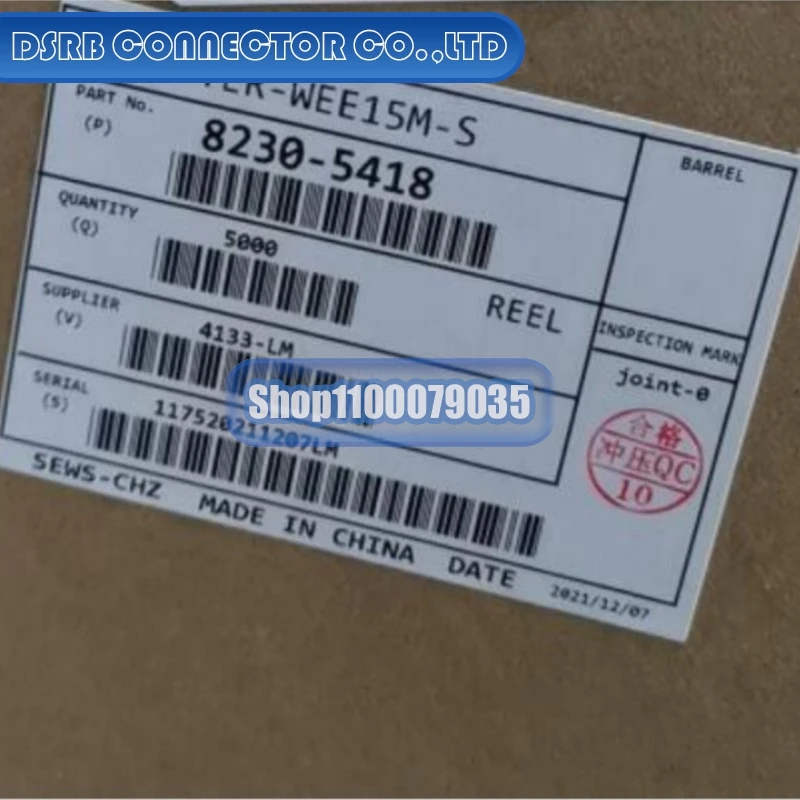 DSRB CONNECTOR CO.,LTD
-WEE15M-S
PART No.
(P)
8230-5418
BARREL
QUANTITY
(Q)
5000
REEL
SUPPLIER
(V)
4133-LM
INSPECTION MARK
joint-0
SERIAL
(S)
117520211207LM
Shop1100079035
合格
冲压QC
10
SEWS-CHZ MADE IN CHINA DATE 2021/12/07